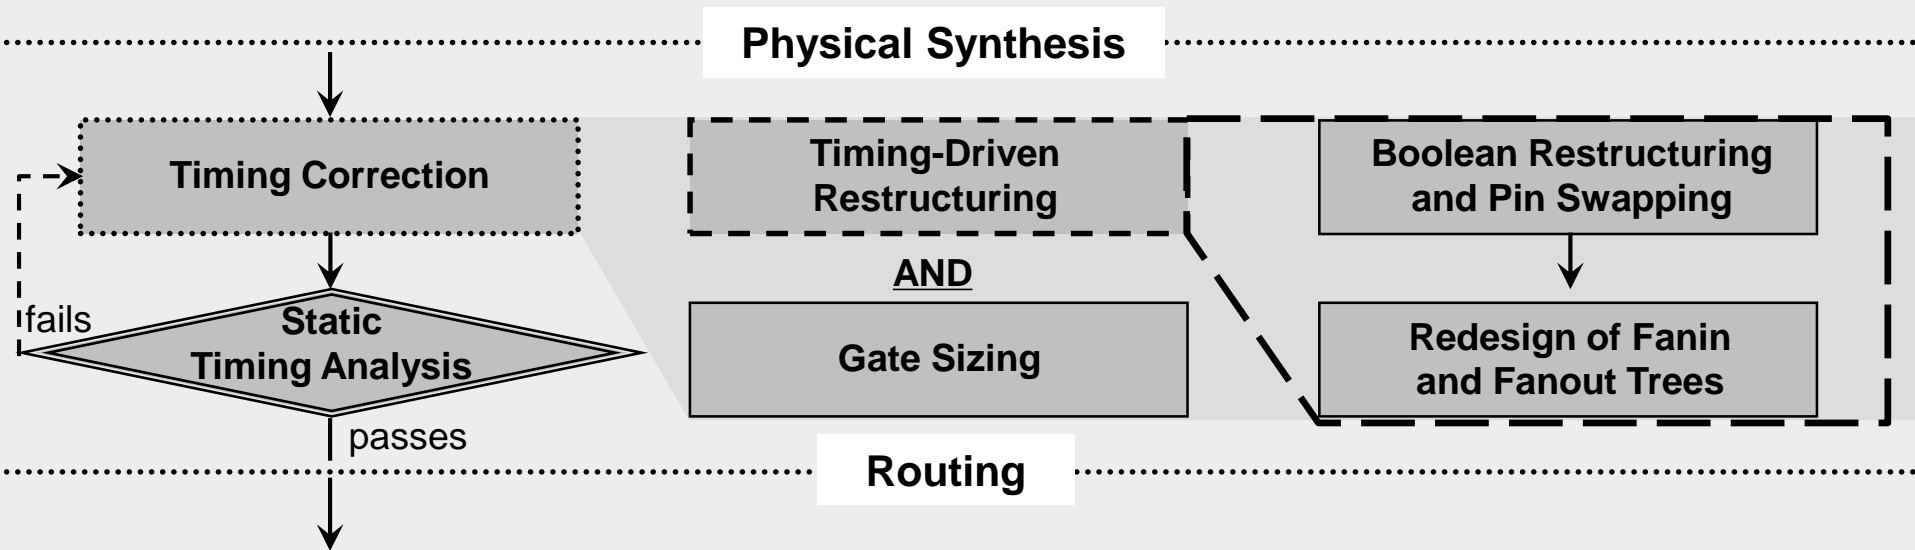 Physical Synthesis
Timing Correction
Timing-Driven
Restructuring
Boolean Restructuring
and Pin Swapping
AND
fails
Static
Timing Analysis
Gate Sizing
Redesign of Fanin
and Fanout Trees
passes
Routing